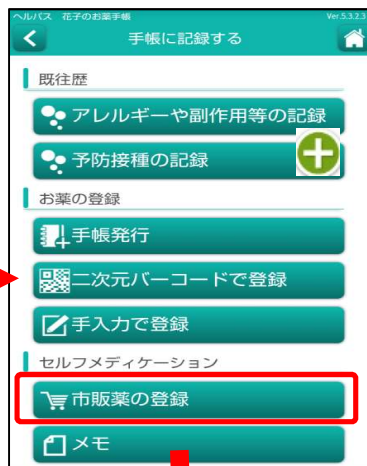 ヘルパス 花子のお薬手帳 Ver.5.3.2.3
手帳に記録する
既往歴
アレルギーや副作用等の記録
予防接種の記録
お薬の登録
手帳発行
二次元バーコードで登録
手入力で登録
セルフメディケーション
市販薬の登録
メモ